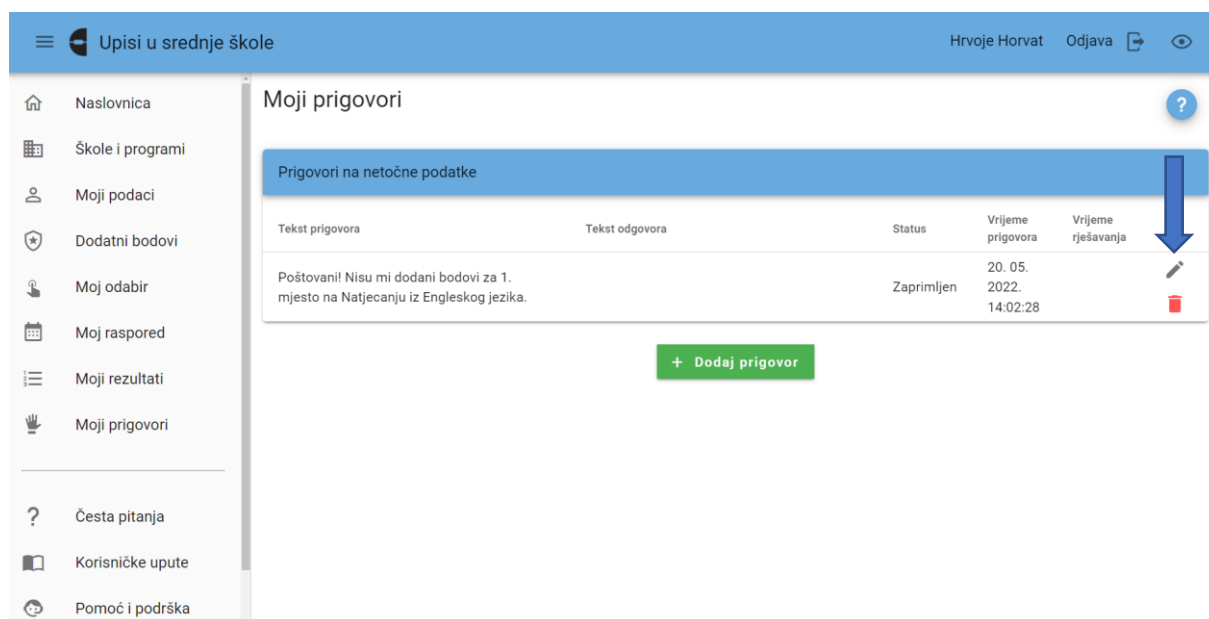 Upisi u srednje škole
Hrvoje Horvat Odjava
Naslovnica
Škole i programi
Moji podaci
Dodatni bodovi
Moj odabir
Moj raspored
Moji rezultati
Moji prigovori
? Česta pitanja
Korisničke upute
Pomoć i podrška
Moji prigovori
?
Prigovori na netočne podatke
Tekst prigovora Tekst odgovora Status Vrijeme prigovora Vrijeme rješavanja
Poštovani! Nisu mi dodani bodovi za 1.
mjesto na Natjecanju iz Engleskog jezika.
Zaprimljen
20. 05.
2022.
14:02:28
+ Dodaj prigovor